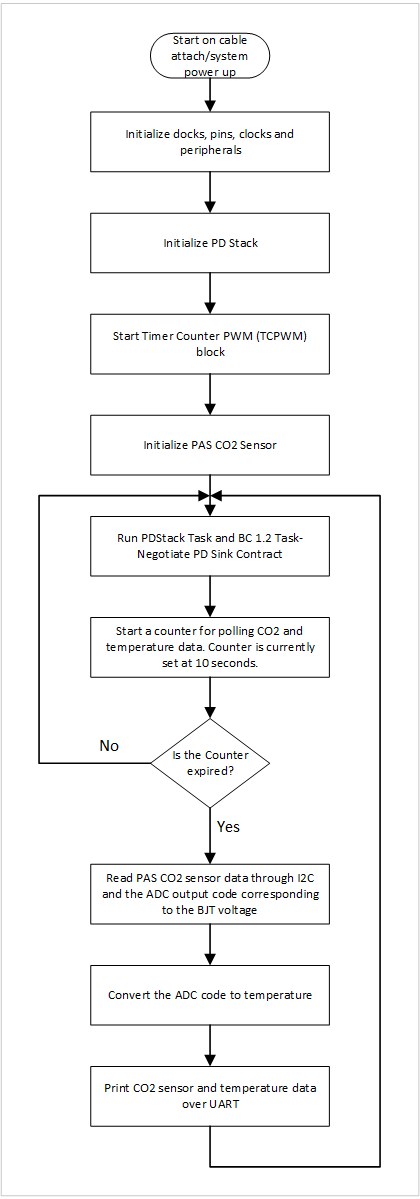 Start on cable
attach/system
power up
Initialize docks, pins, clocks and
peripherals
Initialize PD Stack
Start Timer Counter PWM (TCPWM)
block
Initialize PAS CO2 Sensor
Run PDStack Task and BC 1.2 Task-
Negotiate PD Sink Contract
Start a counter for polling CO2 and
temperature data. Counter is currently
set at 10 seconds.
Is the Counter
expired?
No
Yes
Read PAS CO2 sensor data through I2C
and the ADC output code corresponding
to the BJT voltage
Convert the ADC code to temperature
Print CO2 sensor and temperature data
over UART